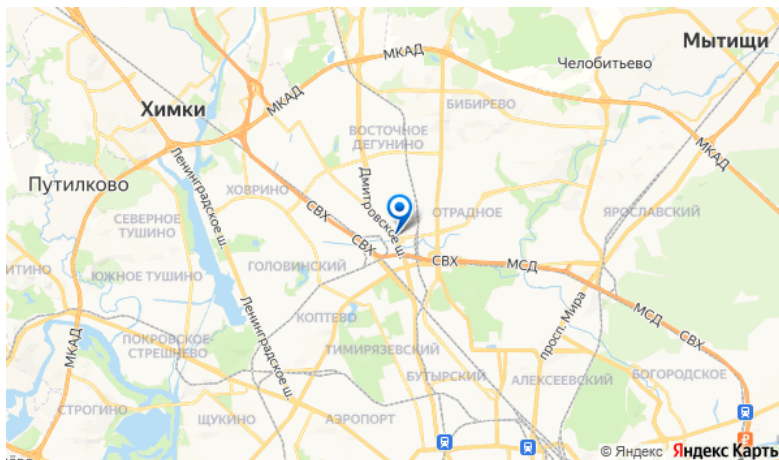 МКАД
Мытищи
Челобитьево
Химки
МКАД
БИБИРЕВО
ВОСТОЧНОЕ
ДЕГУНИНО
МКАД
Ленинградское ш.
Путилково
ХОВРИНО
Дмитровское ш.
СЕВЕРНОЕ
ТУШИНО
СВХ
ОТРАДНОЕ
ЯРОСЛАВСКИЙ
СВХ
ИТИНО
ЮЖНОЕ ТУШИНО
ГОЛОВИНСКИЙ
СВХ
МСД
Ленинградское ш.
КОПТЕВО
просп. Мира
МСД
СВХ
МКАД
ПОКРОВСКОЕ-
СТРЕШНЕВО
ТИМИРЯЗЕВСКИЙ
БУТЫРСКИЙ
АЛЕКСЕЕВСКИЙ
БОГОРОДСКОЕ
СТРОГИНО
ЩУКИНО
АЭРОПОРТ
© Яндекс Яндекс Карть